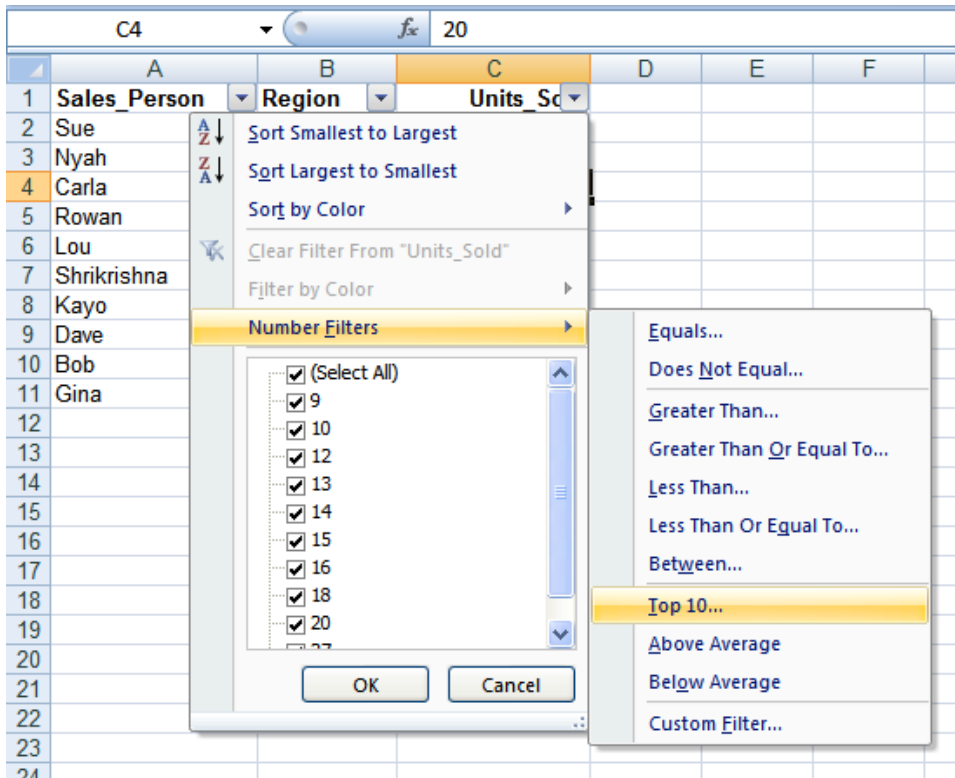 C4 fx 20
A B C D E F
1 Sales_Person Region Units_So
2 Sue
3 Nyah
4 Carla
5 Rowan
6 Lou
7 Shrikrishna
8 Kayo
9 Dave
10 Bob
11 Gina
12
13
14
15
16
17
18
19
20
21
22
23
24
Sort Smallest to Largest
Sort Largest to Smallest
Sort by Color
Clear Filter From "Units_Sold"
Filter by Color
Number Filters
(Select All)
9
10
12
13
14
15
16
18
20
27
OK Cancel
Equals...
Does Not Equal...
Greater Than...
Greater Than Or Equal To...
Less Than...
Less Than Or Equal To...
Between...
Top 10...
Above Average
Below Average
Custom Filter...